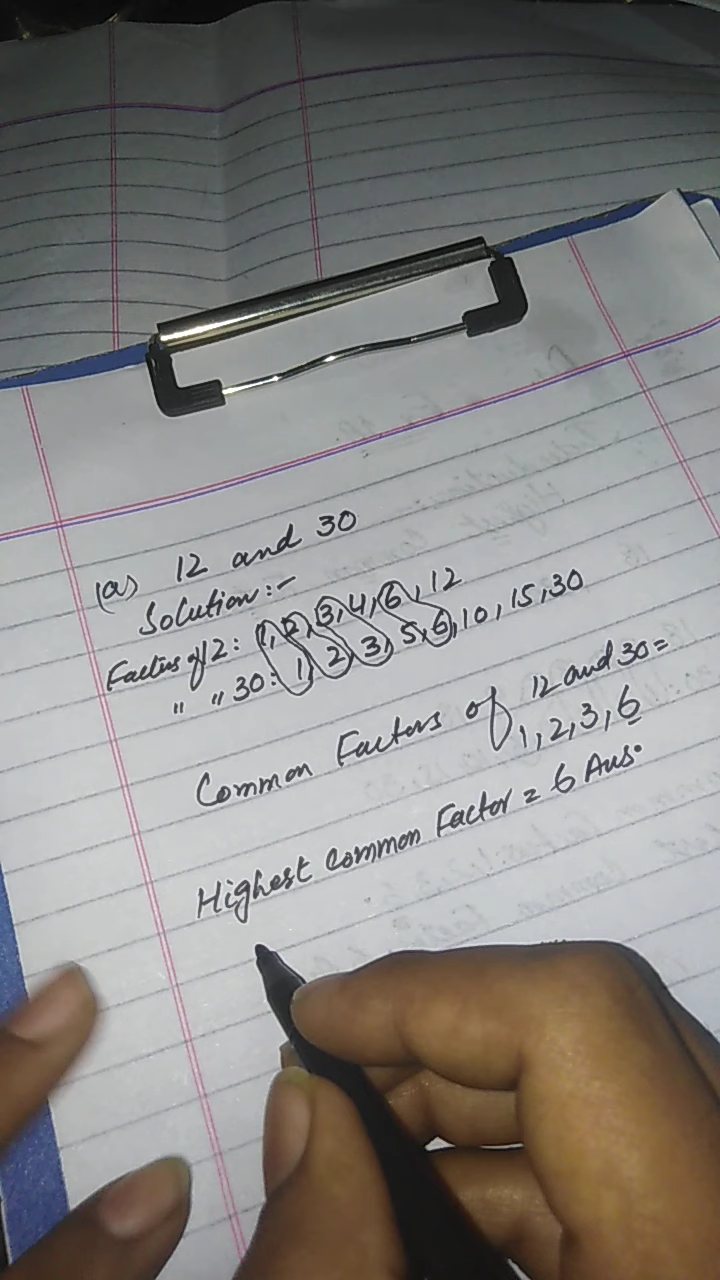 (a) 12 and 30
Solution:-
Factors of 12: 1, 2, 3, 4, 6, 12
" " 30: 1, 2, 3, 5, 6, 10, 15, 30
Common Factors of 12 and 30 =
1, 2, 3, 6
Highest Common Factor = 6 Ans.